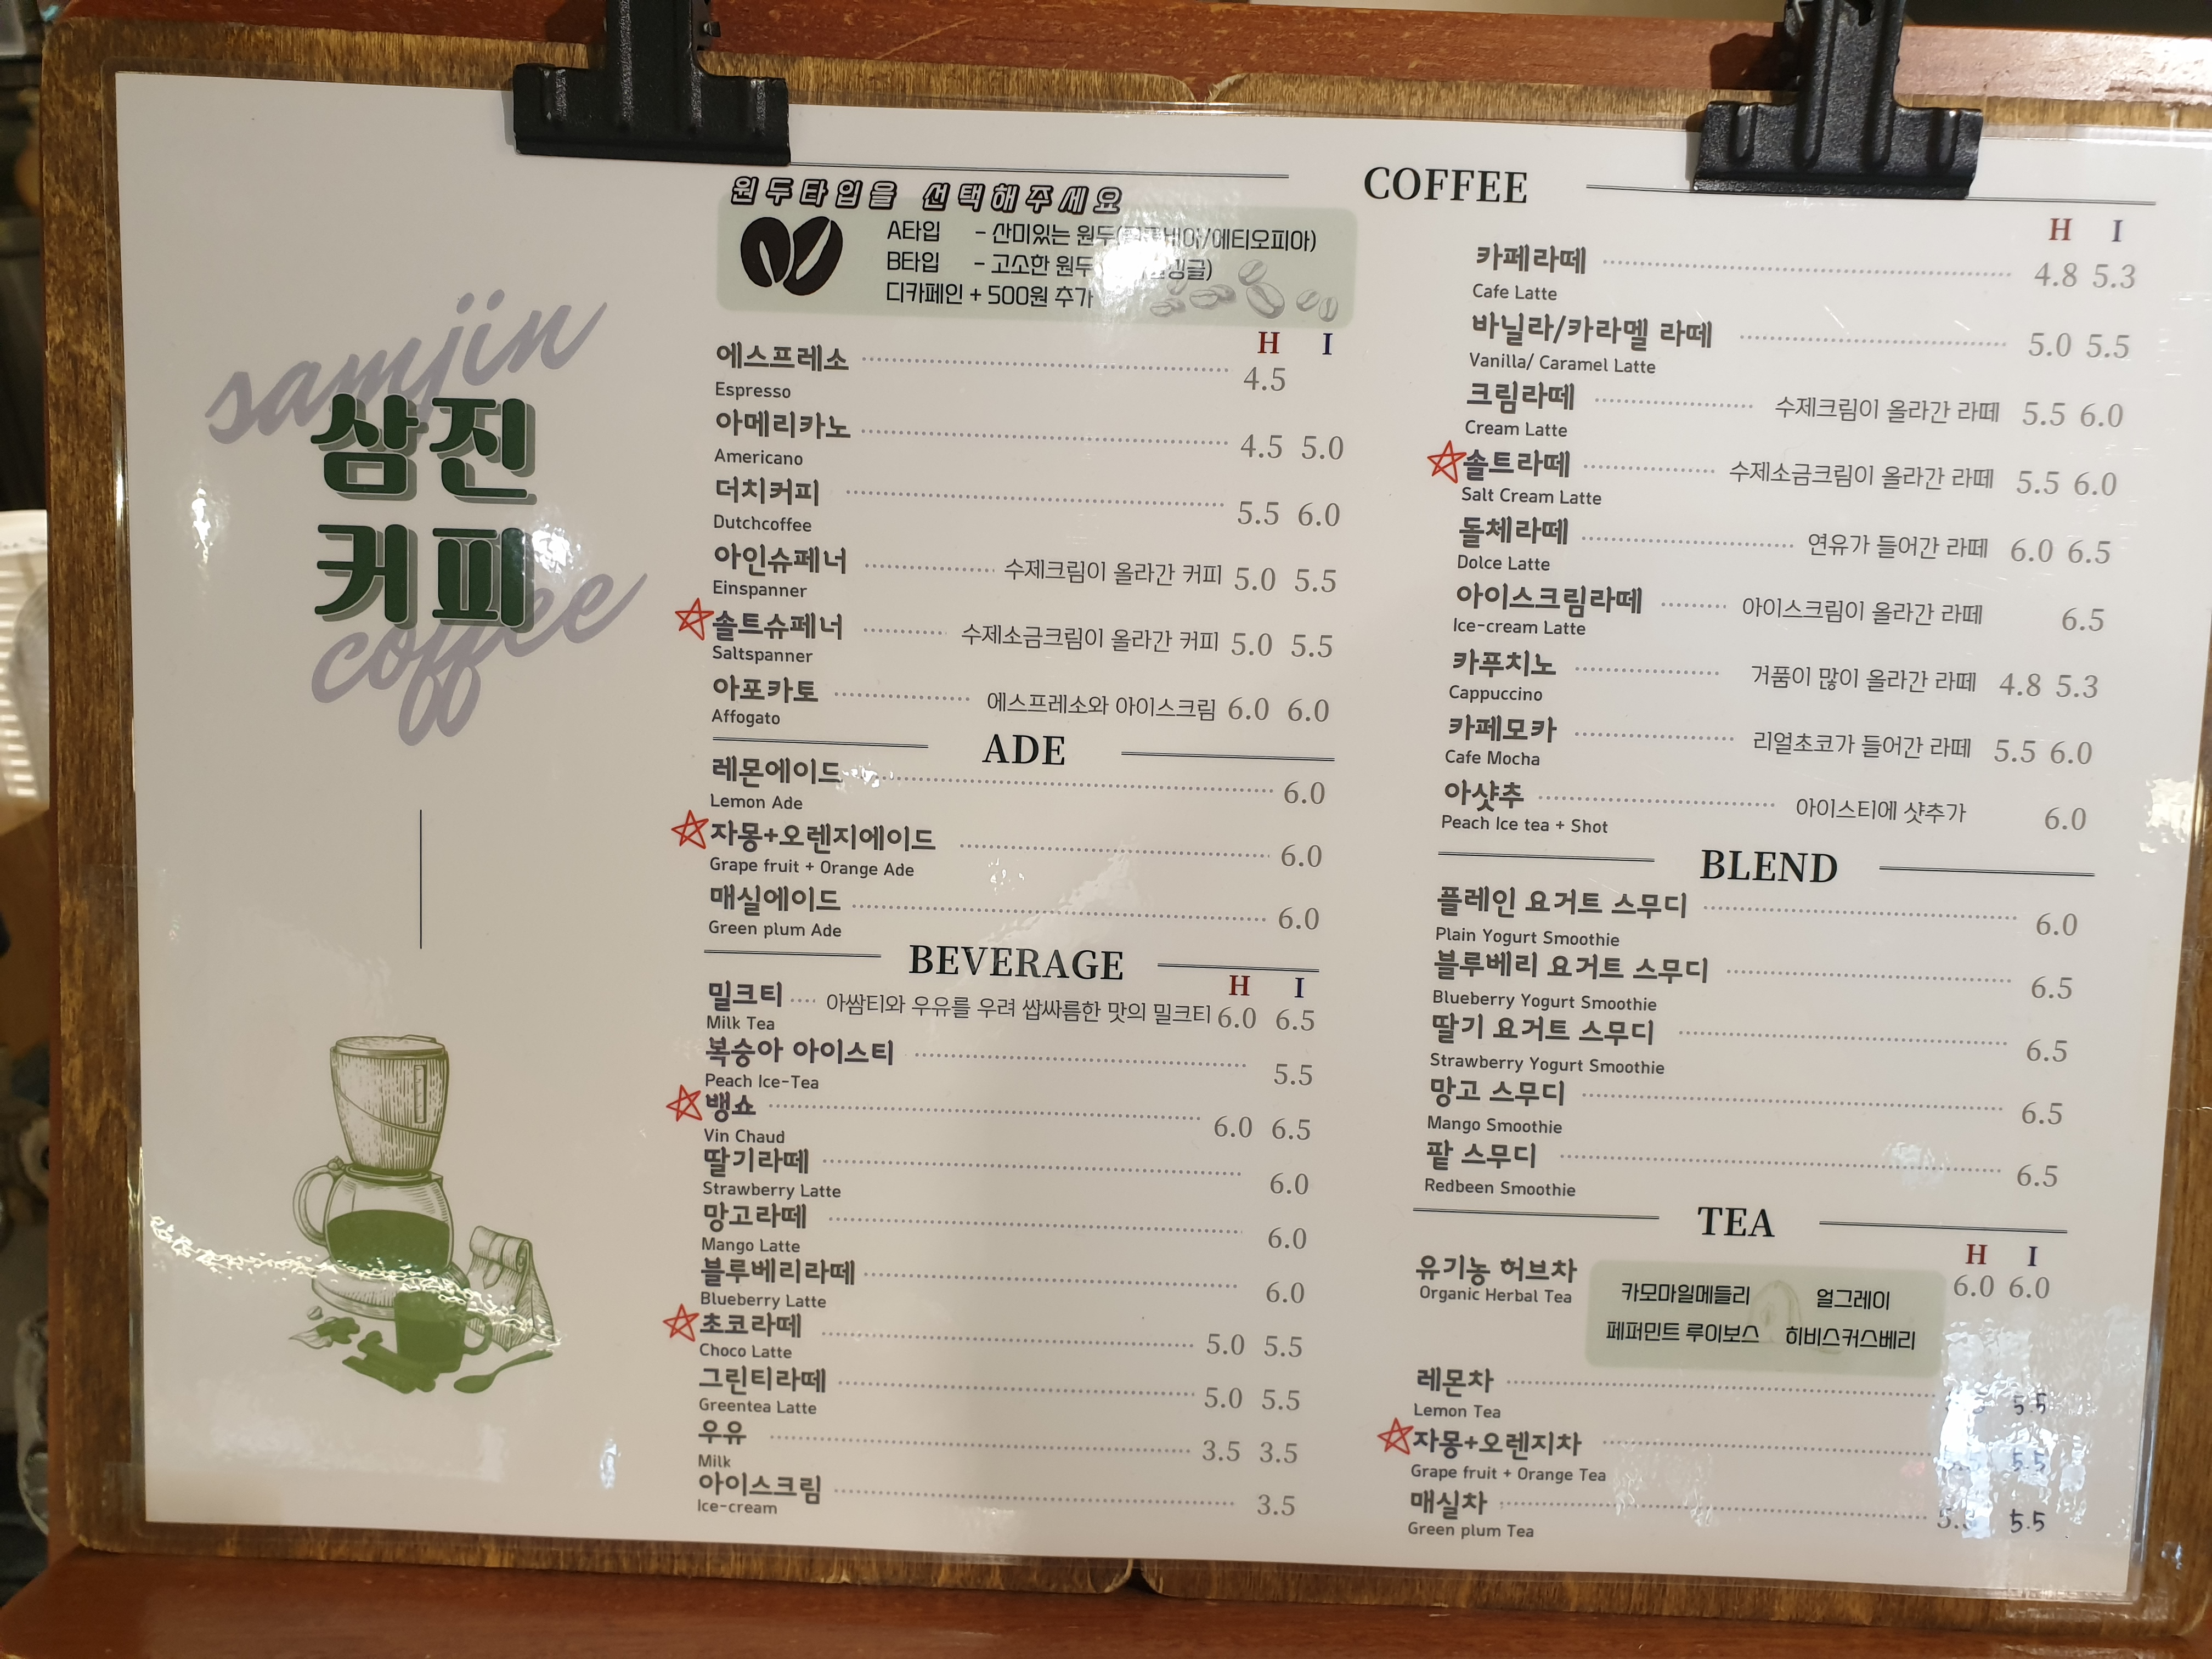 samjin
삼진
커피
coffee
원두타입을 선택해주세요
A타입 - 산미있는 원두 /에티오피아)
B타입 - 고소한 원두
디카페인 + 500원 추가
H I
에스프레소 4.5
Espresso
아메리카노 4.5 5.0
Americano
더치커피 5.5 6.0
Dutchcoffee
아인슈페너 수제크림이 올라간 커피 5.0 5.5
Einspanner
솔트슈페너 수제소금크림이 올라간 커피 5.0 5.5
Saltspanner
아포카토 에스프레소와 아이스크림 6.0 6.0
Affogato
ADE
레몬에이드 6.0
Lemon Ade
자몽+오렌지에이드 6.0
Grape fruit + Orange Ade
매실에이드 6.0
Green plum Ade
BEVERAGE
H I
밀크티 아쌈티와 우유를 우려 쌉싸름한 맛의 밀크티 6.0 6.5
Milk Tea
복숭아 아이스티 5.5
Peach Ice-Tea
뱅쇼 6.0 6.5
Vin Chaud
딸기라떼 6.0
Strawberry Latte
망고라떼 6.0
Mango Latte
블루베리라떼 6.0
Blueberry Latte
초코라떼 5.0 5.5
Choco Latte
그린티라떼 5.0 5.5
Greentea Latte
우유 3.5 3.5
Milk
아이스크림 3.5
Ice-cream
COFFEE
H I
카페라떼 4.8 5.3
Cafe Latte
바닐라/카라멜 라떼 5.0 5.5
Vanilla/ Caramel Latte
크림라떼 수제크림이 올라간 라떼 5.5 6.0
Cream Latte
솔트라떼 수제소금크림이 올라간 라떼 5.5 6.0
Salt Cream Latte
돌체라떼 연유가 들어간 라떼 6.0 6.5
Dolce Latte
아이스크림라떼 아이스크림이 올라간 라떼 6.5
Ice-cream Latte
카푸치노 거품이 많이 올라간 라떼 4.8 5.3
Cappuccino
카페모카 리얼초코가 들어간 라떼 5.5 6.0
Cafe Mocha
아샷추 아이스티에 샷추가 6.0
Peach Ice tea + Shot
BLEND
플레인 요거트 스무디 6.0
Plain Yogurt Smoothie
블루베리 요거트 스무디 6.5
Blueberry Yogurt Smoothie
딸기 요거트 스무디 6.5
Strawberry Yogurt Smoothie
망고 스무디 6.5
Mango Smoothie
팥 스무디 6.5
Redbeen Smoothie
TEA
H I
유기농 허브차 6.0 6.0
Organic Herbal Tea
카모마일메들리 얼그레이
페퍼민트 루이보스 히비스커스베리
레몬차 5.5
Lemon Tea
자몽+오렌지차 5.5
Grape fruit + Orange Tea
매실차 5.5
Green plum Tea